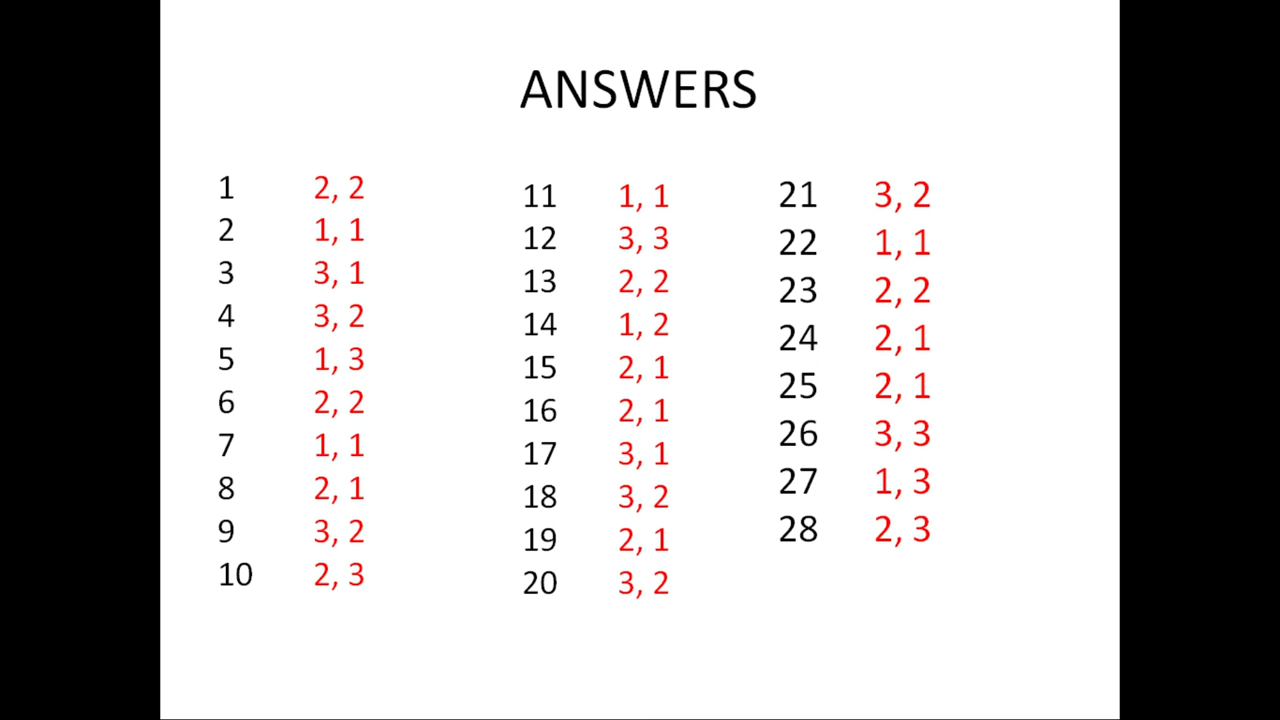 ANSWERS
1 2, 2
2 1, 1
3 3, 1
4 3, 2
5 1, 3
6 2, 2
7 1, 1
8 2, 1
9 3, 2
10 2, 3
11 1, 1
12 3, 3
13 2, 2
14 1, 2
15 2, 1
16 2, 1
17 3, 1
18 3, 2
19 2, 1
20 3, 2
21 3, 2
22 1, 1
23 2, 2
24 2, 1
25 2, 1
26 3, 3
27 1, 3
28 2, 3